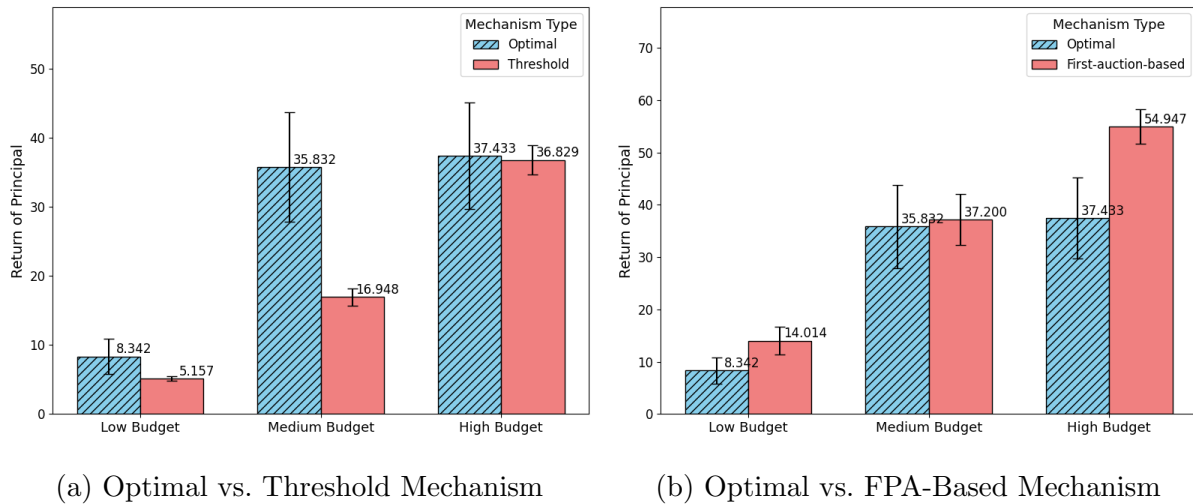 Mechanism Type
Optimal
Threshold
Return of Principal
50
40
30
20
10
0
8.342
5.157
35.832
16.948
37.433
36.829
Low Budget
Medium Budget
High Budget
(a) Optimal vs. Threshold Mechanism
Mechanism Type
Optimal
First-auction-based
Return of Principal
70
60
50
40
30
20
10
0
8.342
14.014
35.832
37.200
37.433
54.947
Low Budget
Medium Budget
High Budget
(b) Optimal vs. FPA-Based Mechanism